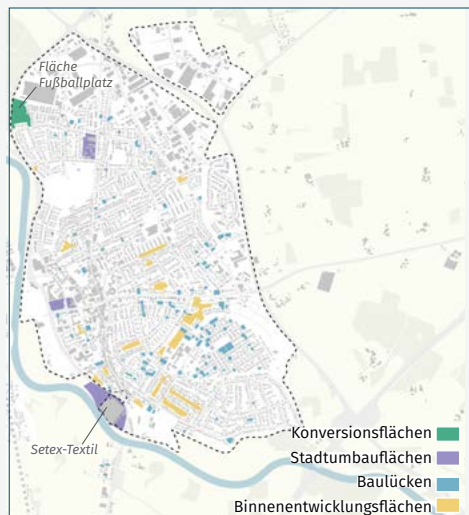 Fläche
Fußballplatz
Setex-Textil
Konversionsflächen
Stadtumbauflächen
Baulücken
Binnenentwicklungsflächen